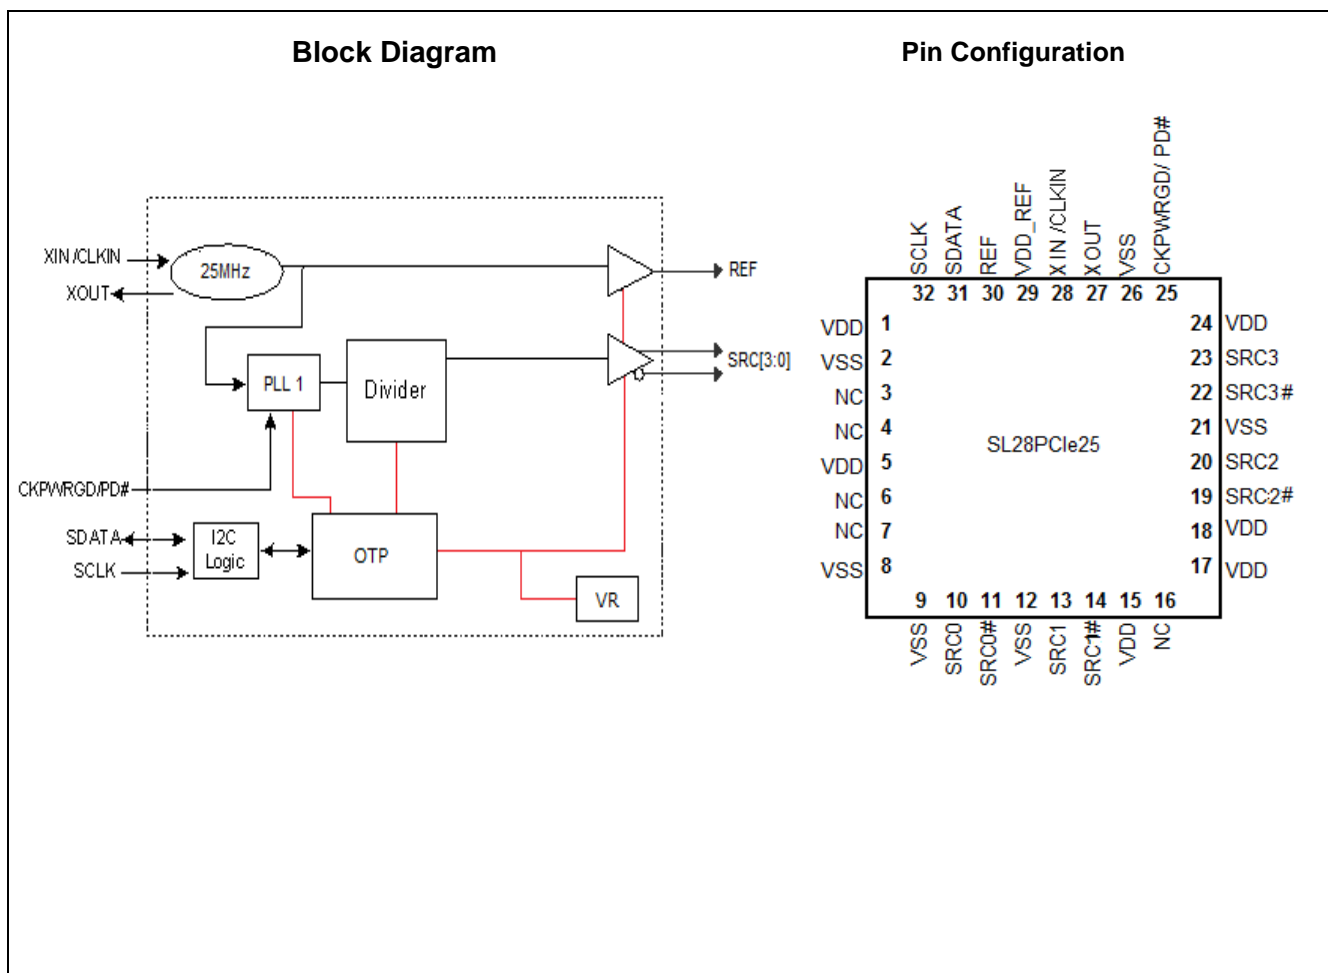 Block Diagram
Pin Configuration
XIN/CLKIN
XOUT
25MHz
REF
SRC[3:0]
PLL 1
Divider
CKPWRGD/PD#
SDATA
SCLK
I2C
Logic
OTP
VR
SCLK
SDATA
REF
VDD_REF
XIN /CLKIN
XOUT
VSS
CKPWRGD/ PD#
32 31 30 29 28 27 26 25
VDD 1
VSS 2
NC 3
NC 4
VDD 5
NC 6
NC 7
VSS 8
SL28PCIe25
24 VDD
23 SRC3
22 SRC3#
21 VSS
20 SRC2
19 SRC2#
18 VDD
17 VDD
9 10 11 12 13 14 15 16
VSS
SRC0
SRC0#
VSS
SRC1
SRC1#
VDD
NC